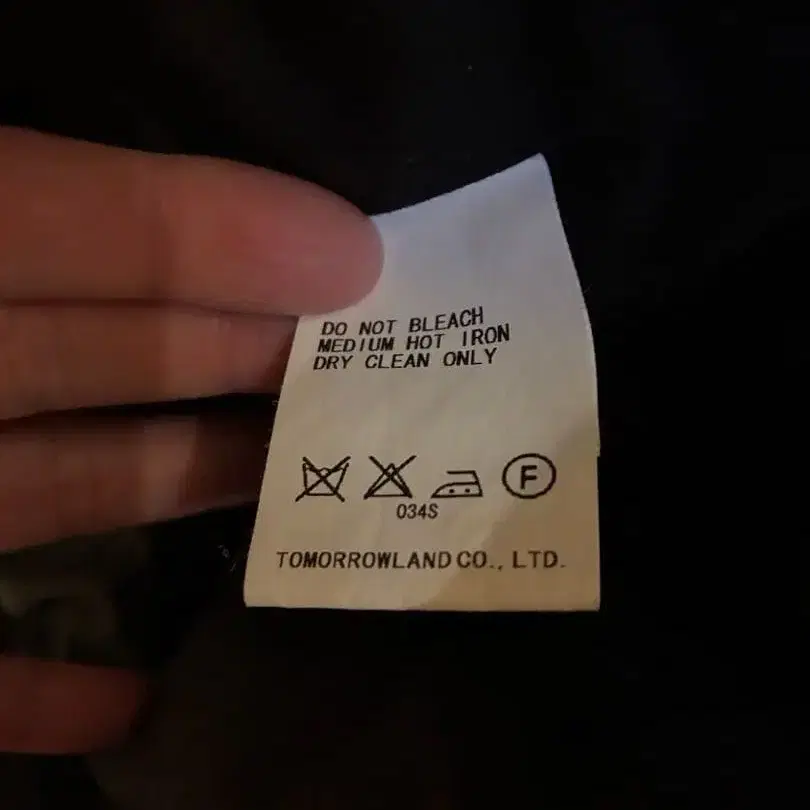 DO NOT BLEACH
MEDIUM HOT IRON
DRY CLEAN ONLY
F
034S
TOMORROWLAND CO., LTD.